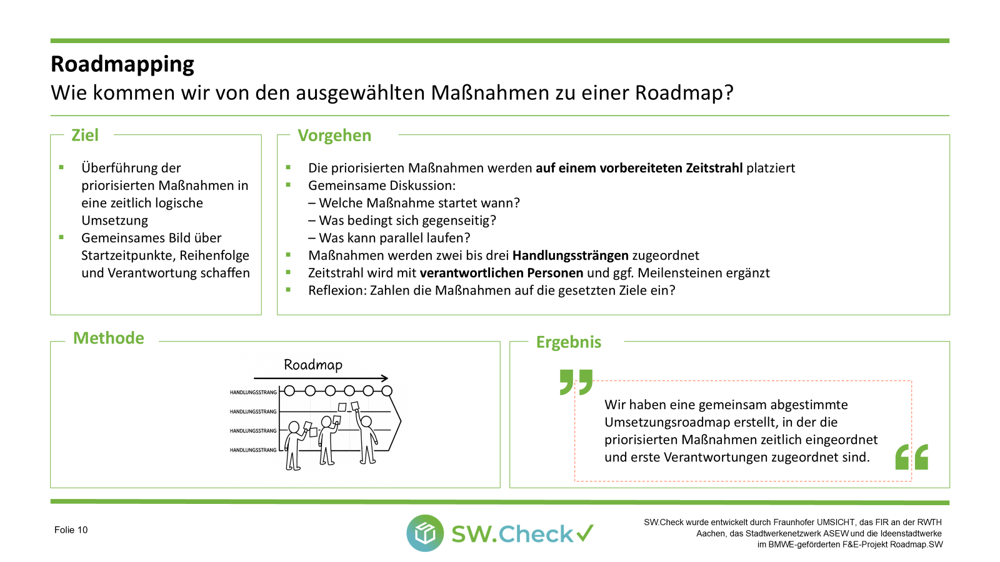 Roadmapping
Wie kommen wir von den ausgewählten Maßnahmen zu einer Roadmap?
Ziel
▪ Überführung der
priorisierten Maßnahmen in
eine zeitlich logische
Umsetzung
▪ Gemeinsames Bild über
Startzeitpunkte, Reihenfolge
und Verantwortung schaffen
Vorgehen
▪ Die priorisierten Maßnahmen werden auf einem vorbereiteten Zeitstrahl platziert
▪ Gemeinsame Diskussion:
– Welche Maßnahme startet wann?
– Was bedingt sich gegenseitig?
– Was kann parallel laufen?
▪ Maßnahmen werden zwei bis drei Handlungssträngen zugeordnet
▪ Zeitstrahl wird mit verantwortlichen Personen und ggf. Meilensteinen ergänzt
▪ Reflexion: Zahlen die Maßnahmen auf die gesetzten Ziele ein?
Methode
Roadmap
HANDLUNGSSTRANG
HANDLUNGSSTRANG
HANDLUNGSSTRANG
HANDLUNGSSTRANG
Ergebnis
Wir haben eine gemeinsam abgestimmte
Umsetzungsroadmap erstellt, in der die
priorisierten Maßnahmen zeitlich eingeordnet
und erste Verantwortungen zugeordnet sind.
Folie 10
SW.Check
SW.Check wurde entwickelt durch Fraunhofer UMSICHT, das FIR an der RWTH
Aachen, das Stadtwerkenetzwerk ASEW und die Ideenstadtwerke
im BMWE-geförderten F&E-Projekt Roadmap.SW